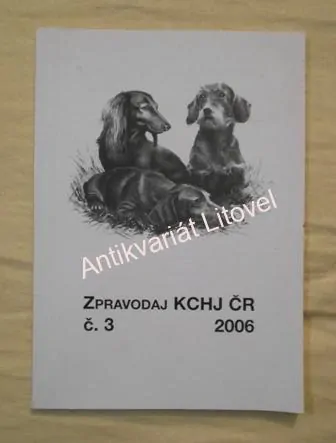 Antikvariát Litovel
ZPRAVODAJ KCHJ ČR
č. 3 2006